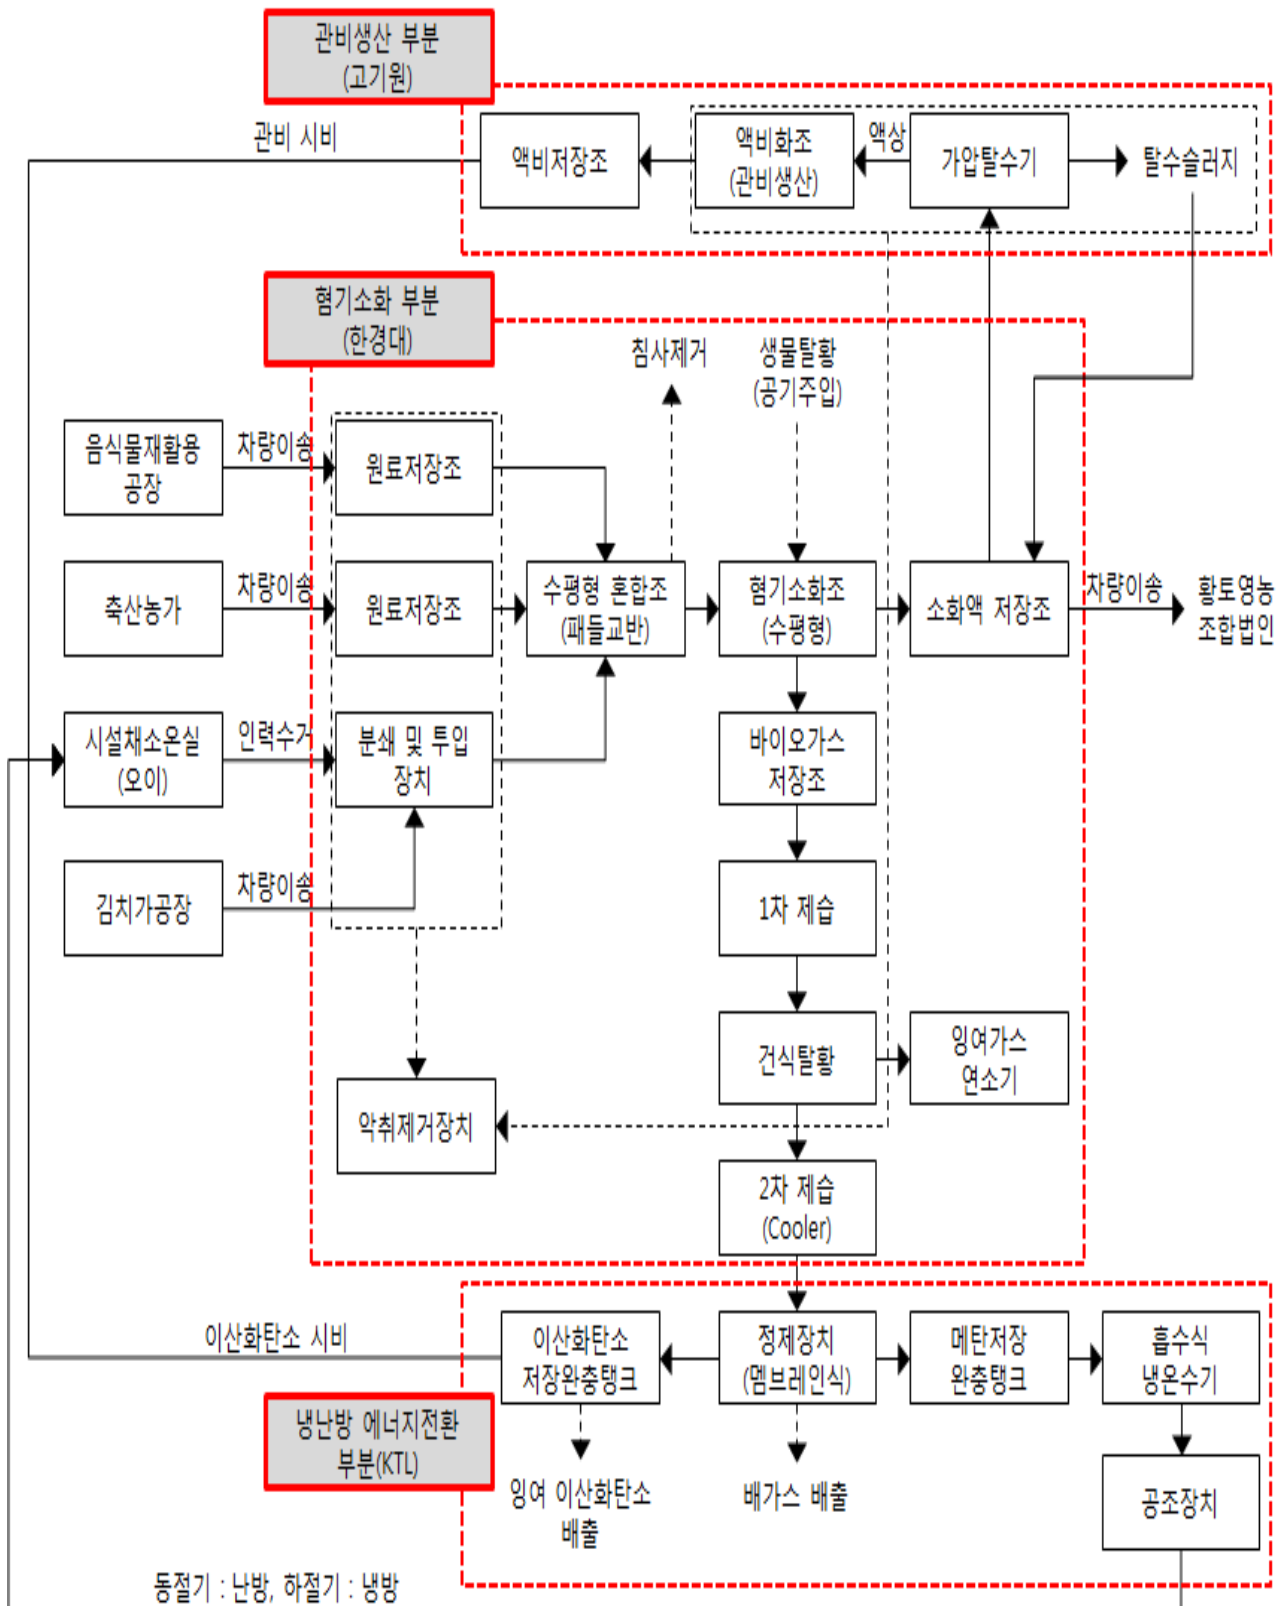 관비생산 부분
(고기원)
관비 시비
액비저장조
액비화조
(관비생산)
액상
가압탈수기
탈수슬러지
혐기소화 부분
(한경대)
침사제거
생물탈황
(공기주입)
음식물재활용
공장
차량이송
원료저장조
축산농가
차량이송
원료저장조
수평형 혼합조
(패들교반)
혐기소화조
(수평형)
소화액 저장조
차량이송
황토영농
조합법인
시설채소온실
(오이)
인력수거
분쇄 및 투입
장치
바이오가스
저장조
김치가공장
차량이송
1차 제습
건식탈황
잉여가스
연소기
악취제거장치
2차 제습
(Cooler)
이산화탄소 시비
이산화탄소
저장완충탱크
정제장치
(멤브레인식)
메탄저장
완충탱크
흡수식
냉온수기
냉난방 에너지전환
부분(KTL)
잉여 이산화탄소
배출
배가스 배출
공조장치
동절기 : 난방, 하절기 : 냉방